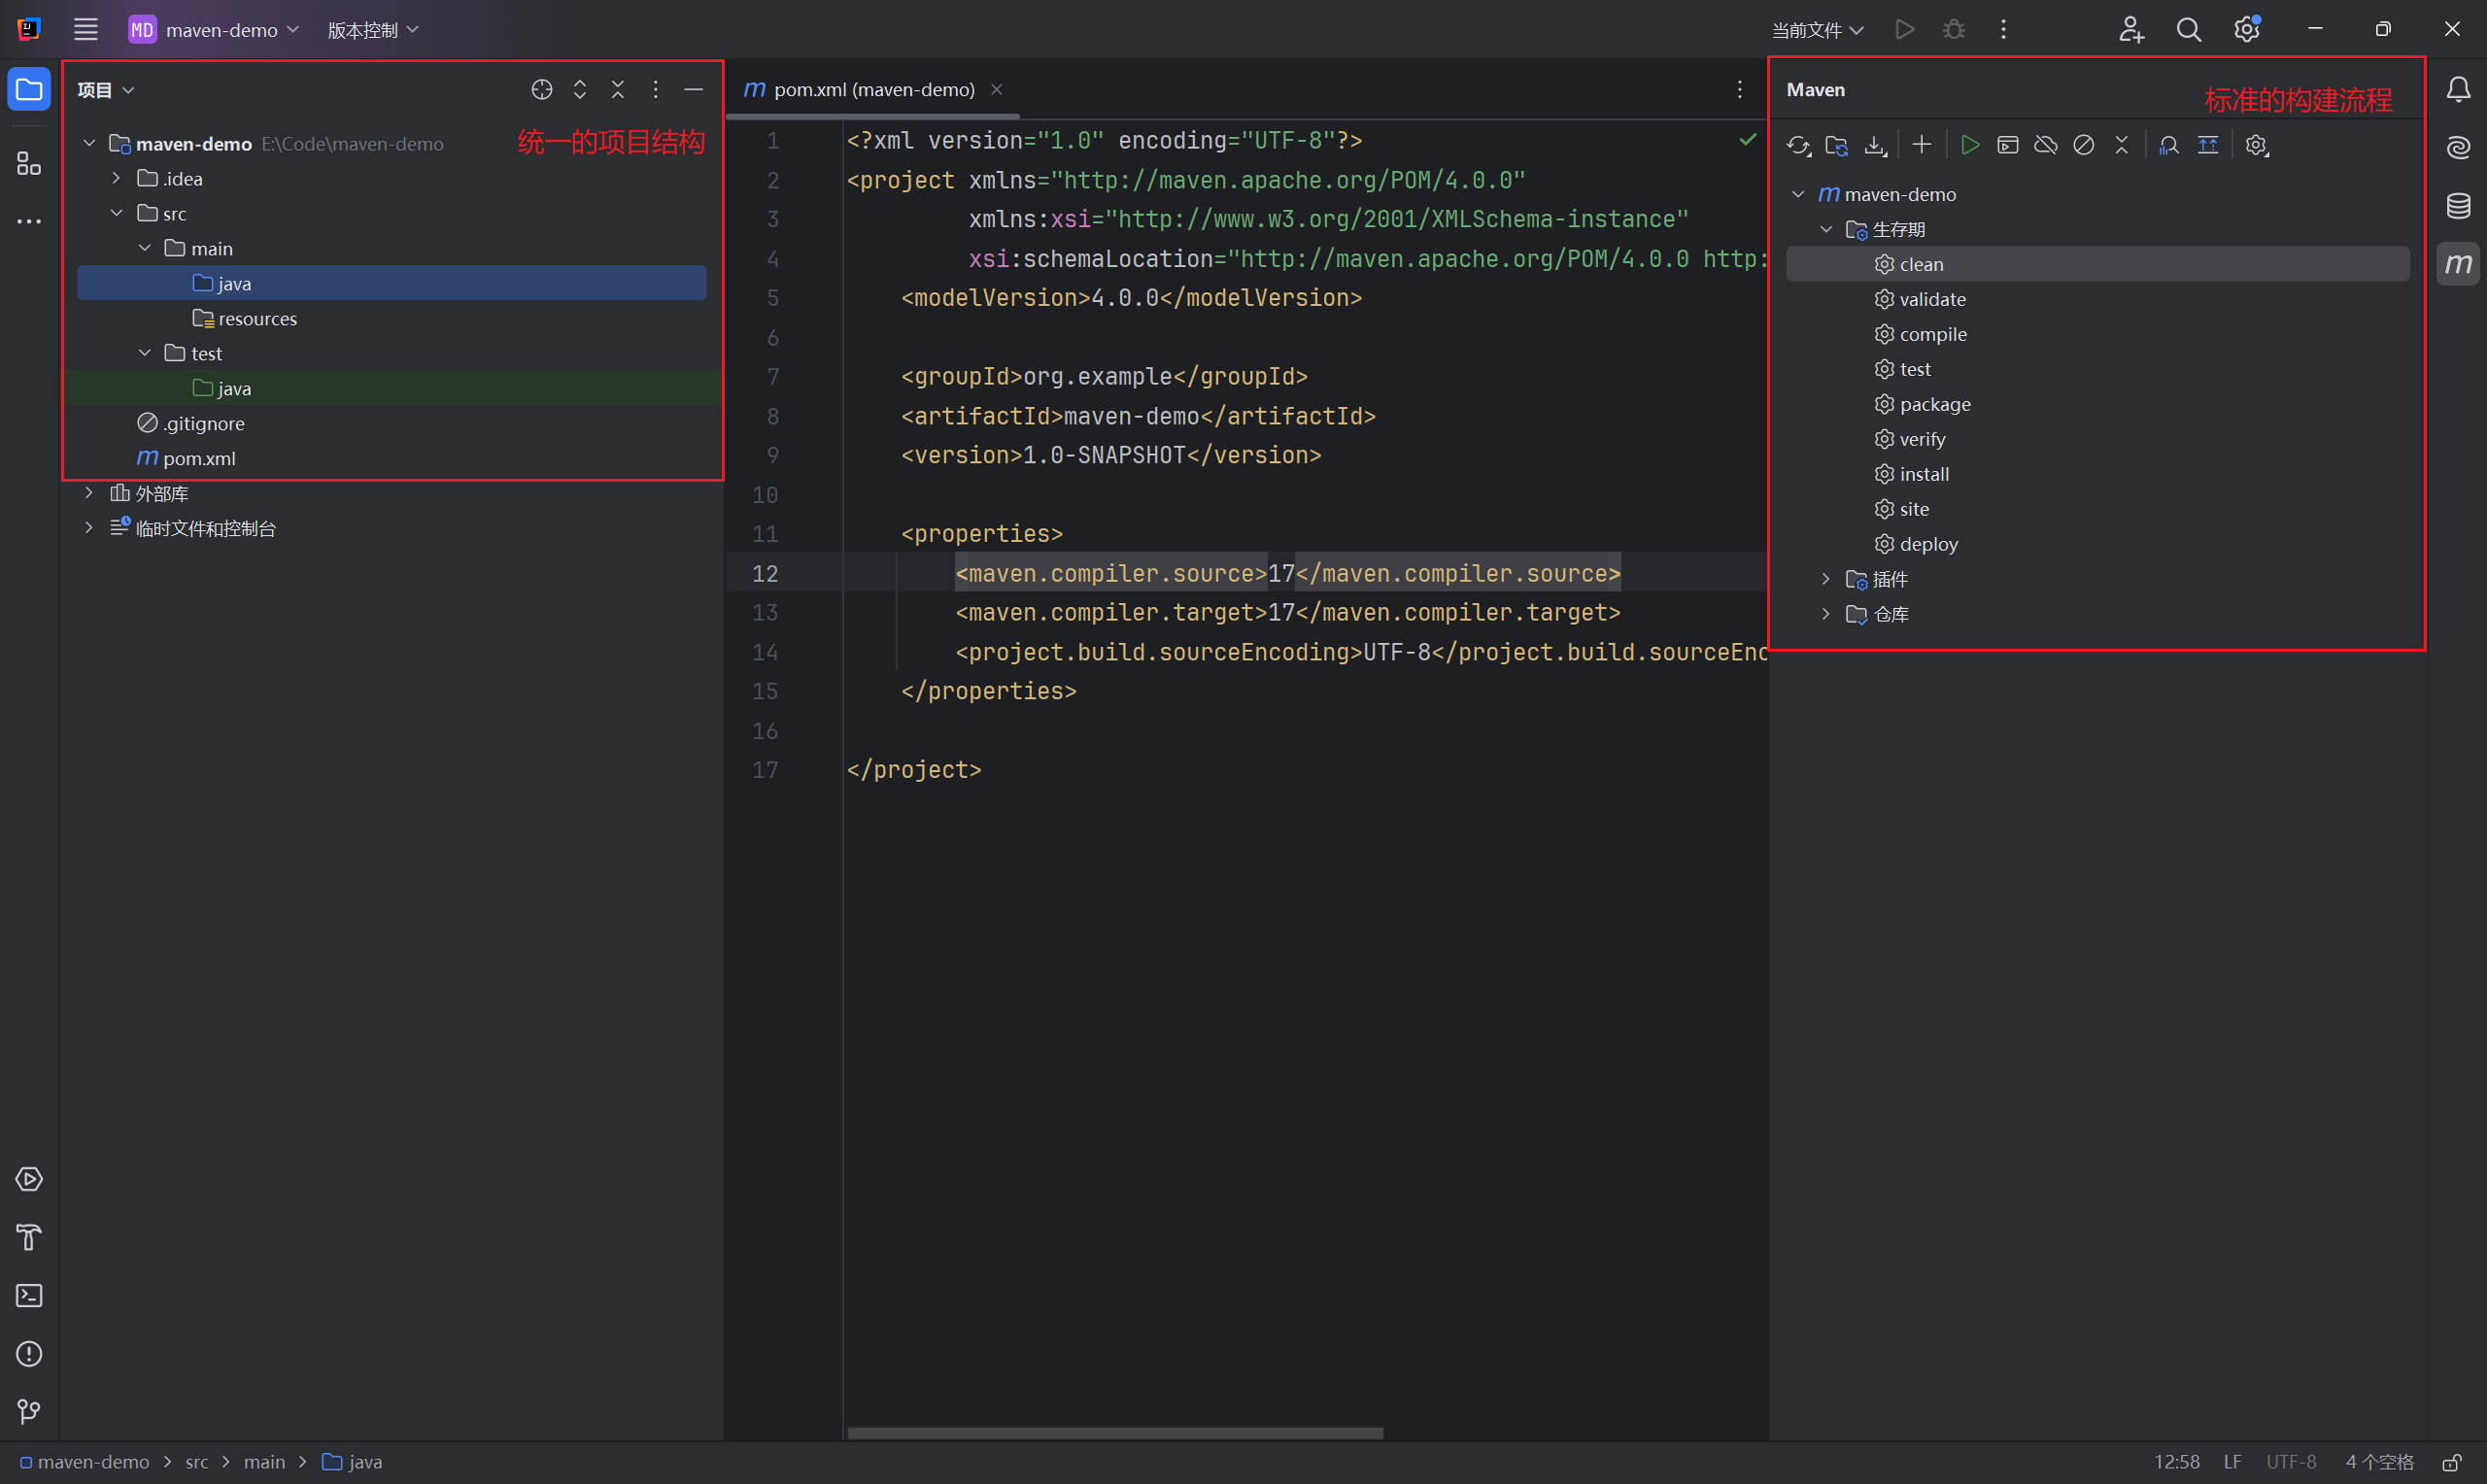 MD maven-demo 版本控制 当前文件
项目
统一的项目结构
maven-demo E:\Code\maven-demo
.idea
src
main
java
resources
test
java
.gitignore
m pom.xml
外部库
临时文件和控制台
m pom.xml (maven-demo)
1 <?xml version="1.0" encoding="UTF-8"?>
2 <project xmlns="http://maven.apache.org/POM/4.0.0"
3 xmlns:xsi="http://www.w3.org/2001/XMLSchema-instance"
4 xsi:schemaLocation="http://maven.apache.org/POM/4.0.0 http:
5 <modelVersion>4.0.0</modelVersion>
6
7 <groupId>org.example</groupId>
8 <artifactId>maven-demo</artifactId>
9 <version>1.0-SNAPSHOT</version>
10
11 <properties>
12 <maven.compiler.source>17</maven.compiler.source>
13 <maven.compiler.target>17</maven.compiler.target>
14 <project.build.sourceEncoding>UTF-8</project.build.sourceEnc
15 </properties>
16
17 </project>
Maven
标准的构建流程
m maven-demo
生存期
clean
validate
compile
test
package
verify
install
site
deploy
插件
仓库
m
maven-demo > src > main > java
12:58 LF UTF-8 4 个空格